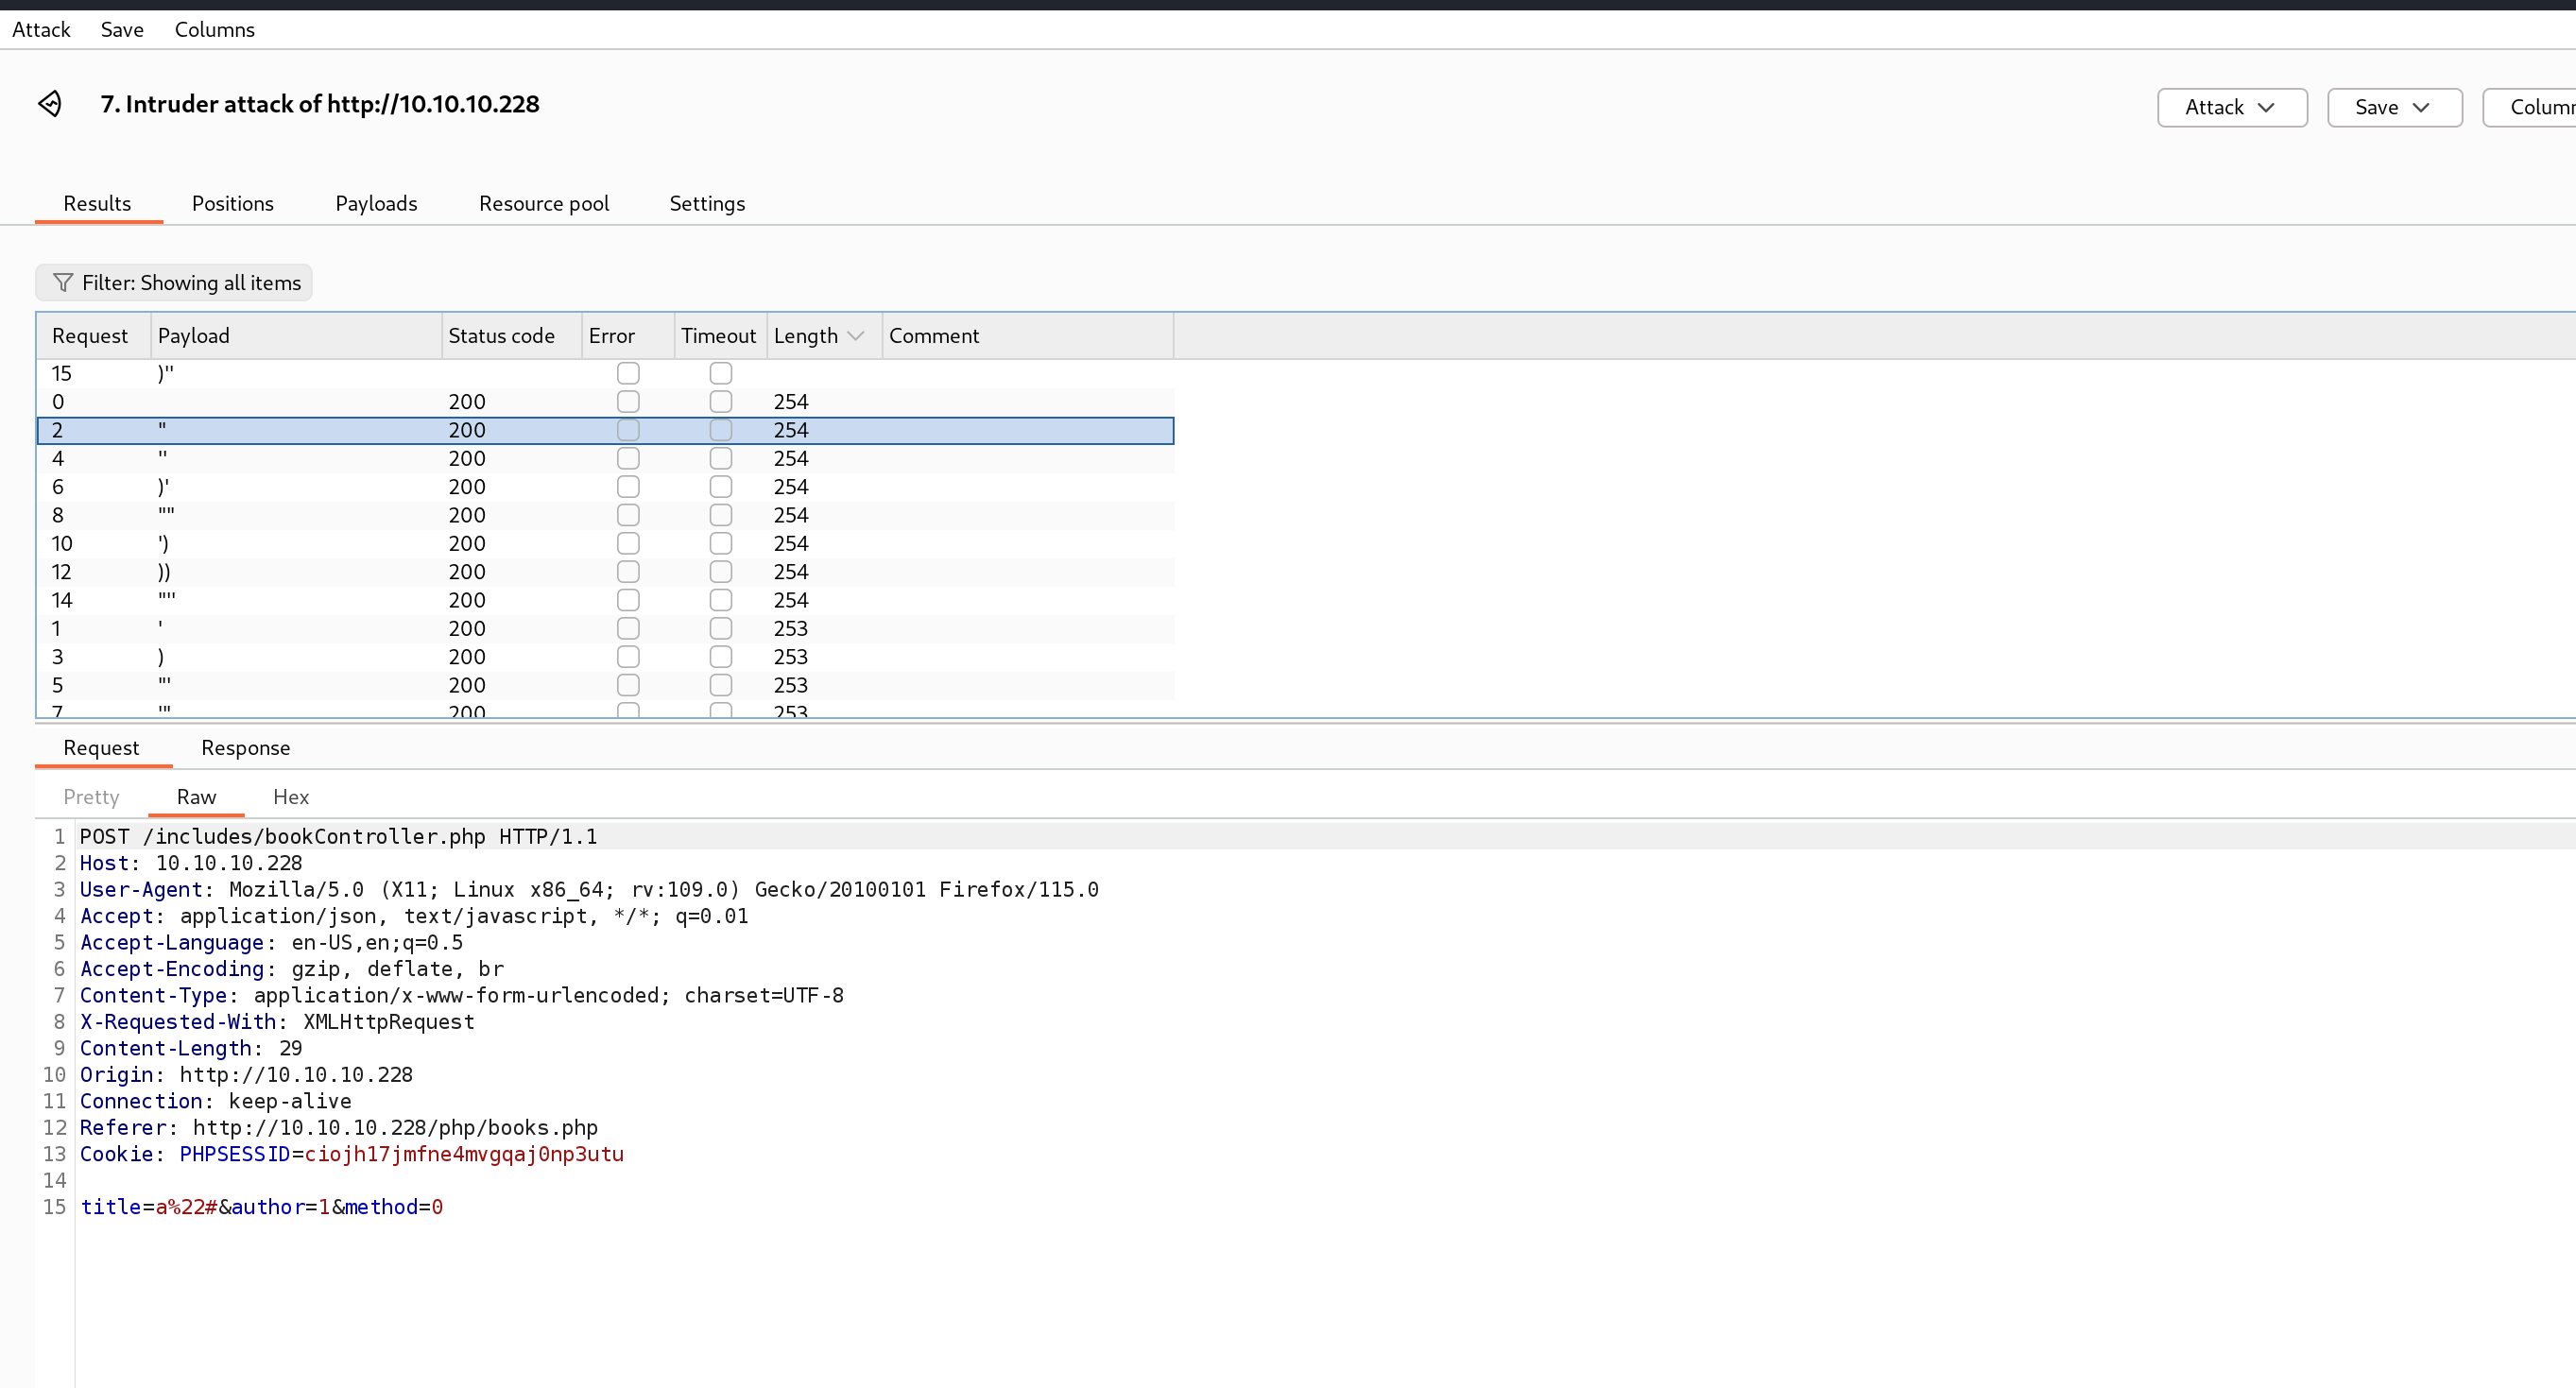 Attack Save Columns
7. Intruder attack of http://10.10.10.228
Attack Save Colum
Results Positions Payloads Resource pool Settings
Filter: Showing all items
Request Payload Status code Error Timeout Length Comment
15 )"
0 200 254
2 " 200 254
4 '' 200 254
6 )' 200 254
8 "" 200 254
10 ') 200 254
12 )) 200 254
14 "'' 200 254
1 ' 200 253
3 ) 200 253
5 "' 200 253
7 '" 200 253
Request Response
Pretty Raw Hex
1 POST /includes/bookController.php HTTP/1.1
2 Host: 10.10.10.228
3 User-Agent: Mozilla/5.0 (X11; Linux x86_64; rv:109.0) Gecko/20100101 Firefox/115.0
4 Accept: application/json, text/javascript, */*; q=0.01
5 Accept-Language: en-US,en;q=0.5
6 Accept-Encoding: gzip, deflate, br
7 Content-Type: application/x-www-form-urlencoded; charset=UTF-8
8 X-Requested-With: XMLHttpRequest
9 Content-Length: 29
10 Origin: http://10.10.10.228
11 Connection: keep-alive
12 Referer: http://10.10.10.228/php/books.php
13 Cookie: PHPSESSID=ciojh17jmfne4mvgqaj0np3utu
14
15 title=a%22#&author=1&method=0